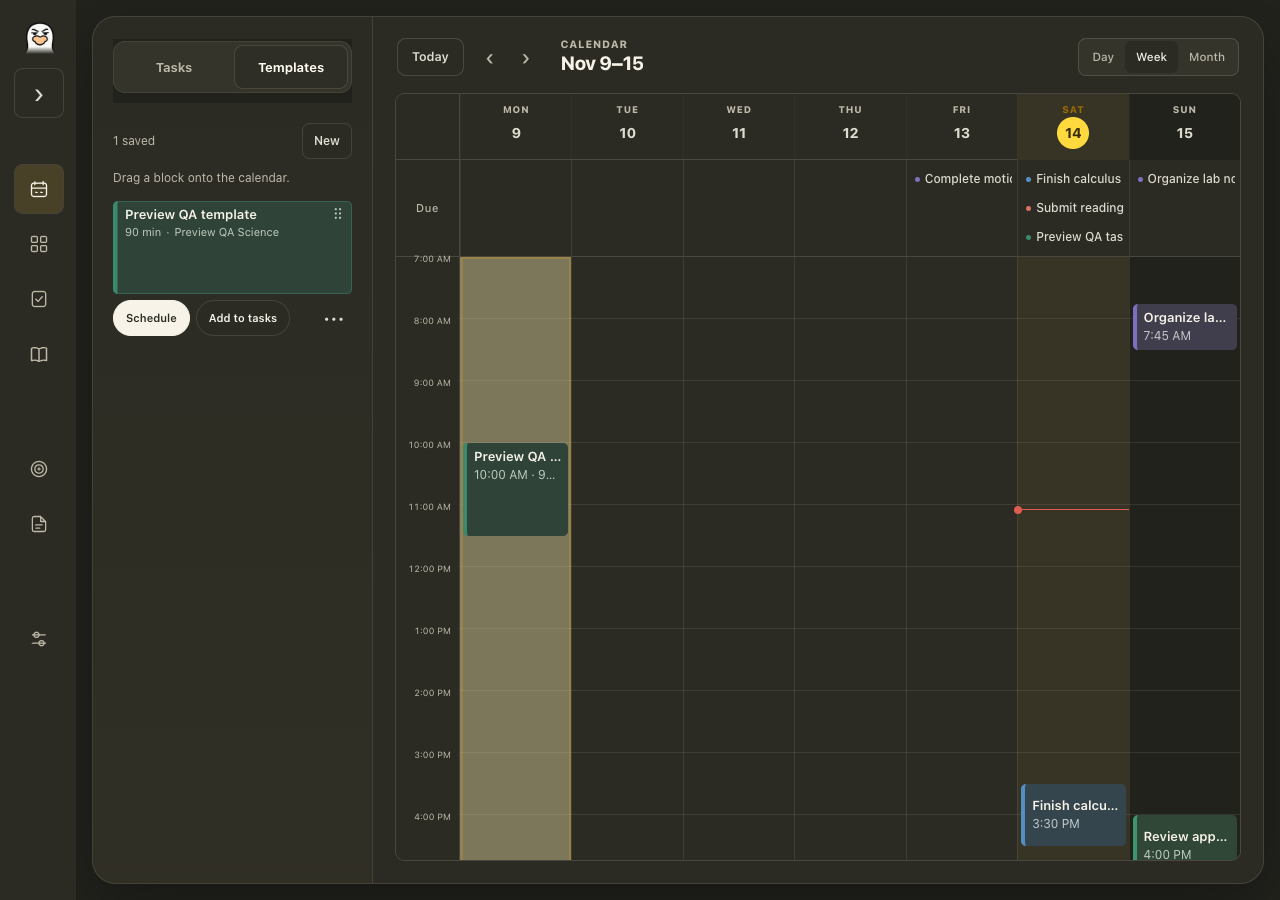 Tasks
Templates
1 saved
New
Drag a block onto the calendar.
Preview QA template
90 min · Preview QA Science
Schedule
Add to tasks
Today
CALENDAR
Nov 9–15
Day
Week
Month
MON
9
TUE
10
WED
11
THU
12
FRI
13
SAT
14
SUN
15
Due
Complete motic
Finish calculus
Submit reading
Preview QA tas
Organize lab no
7:00 AM
8:00 AM
9:00 AM
10:00 AM
11:00 AM
12:00 PM
1:00 PM
2:00 PM
3:00 PM
4:00 PM
Preview QA ...
10:00 AM · 9...
Finish calcu...
3:30 PM
Organize la...
7:45 AM
Review app...
4:00 PM